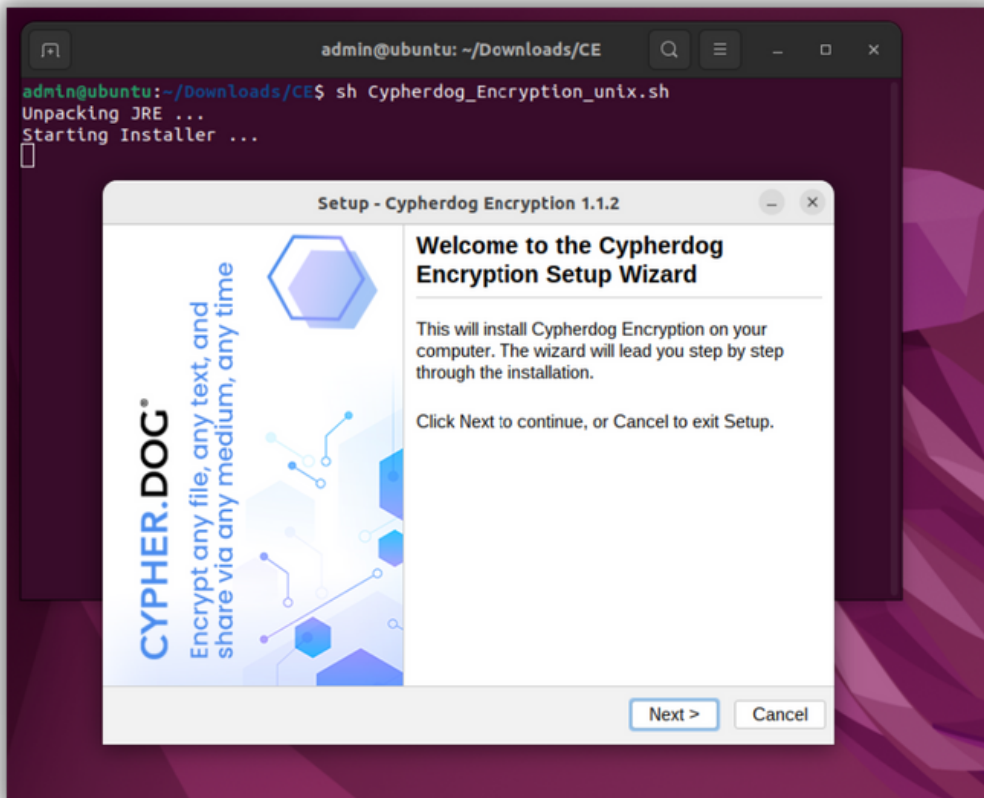 admin@ubuntu: ~/Downloads/CE
admin@ubuntu:~/Downloads/CE$ sh Cypherdog_Encryption_unix.sh
Unpacking JRE ...
Starting Installer ...
Setup - Cypherdog Encryption 1.1.2
CYPHER.DOG®
Encrypt any file, any text, and
share via any medium, any time
Welcome to the Cypherdog
Encryption Setup Wizard
This will install Cypherdog Encryption on your
computer. The wizard will lead you step by step
through the installation.
Click Next to continue, or Cancel to exit Setup.
Next >
Cancel